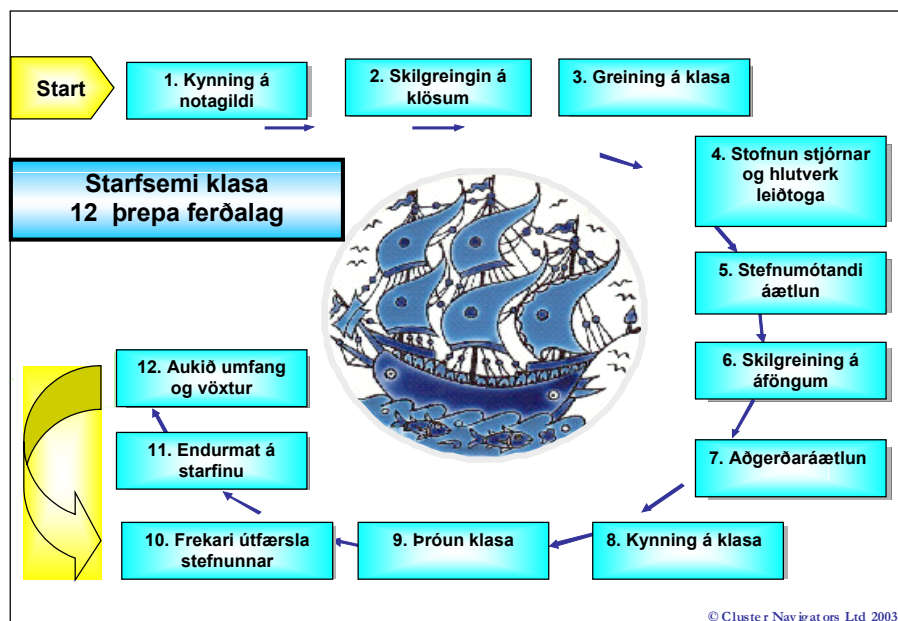 Start
1. Kynning á
notagildi
2. Skilgreingin á
klösum
3. Greining á klasa
4. Stofnun stjórnar
og hlutverk
leiðtoga
Starfsemi klasa
12 þrepa ferðalag
5. Stefnumótandi
áætlun
6. Skilgreining á
áföngum
7. Aðgerðaráætlun
8. Kynning á klasa
9. Þróun klasa
10. Frekari útfærsla
stefnunnar
11. Endurmat á
starfinu
12. Aukið umfang
og vöxtur
© Cluster Navigators Ltd 2003